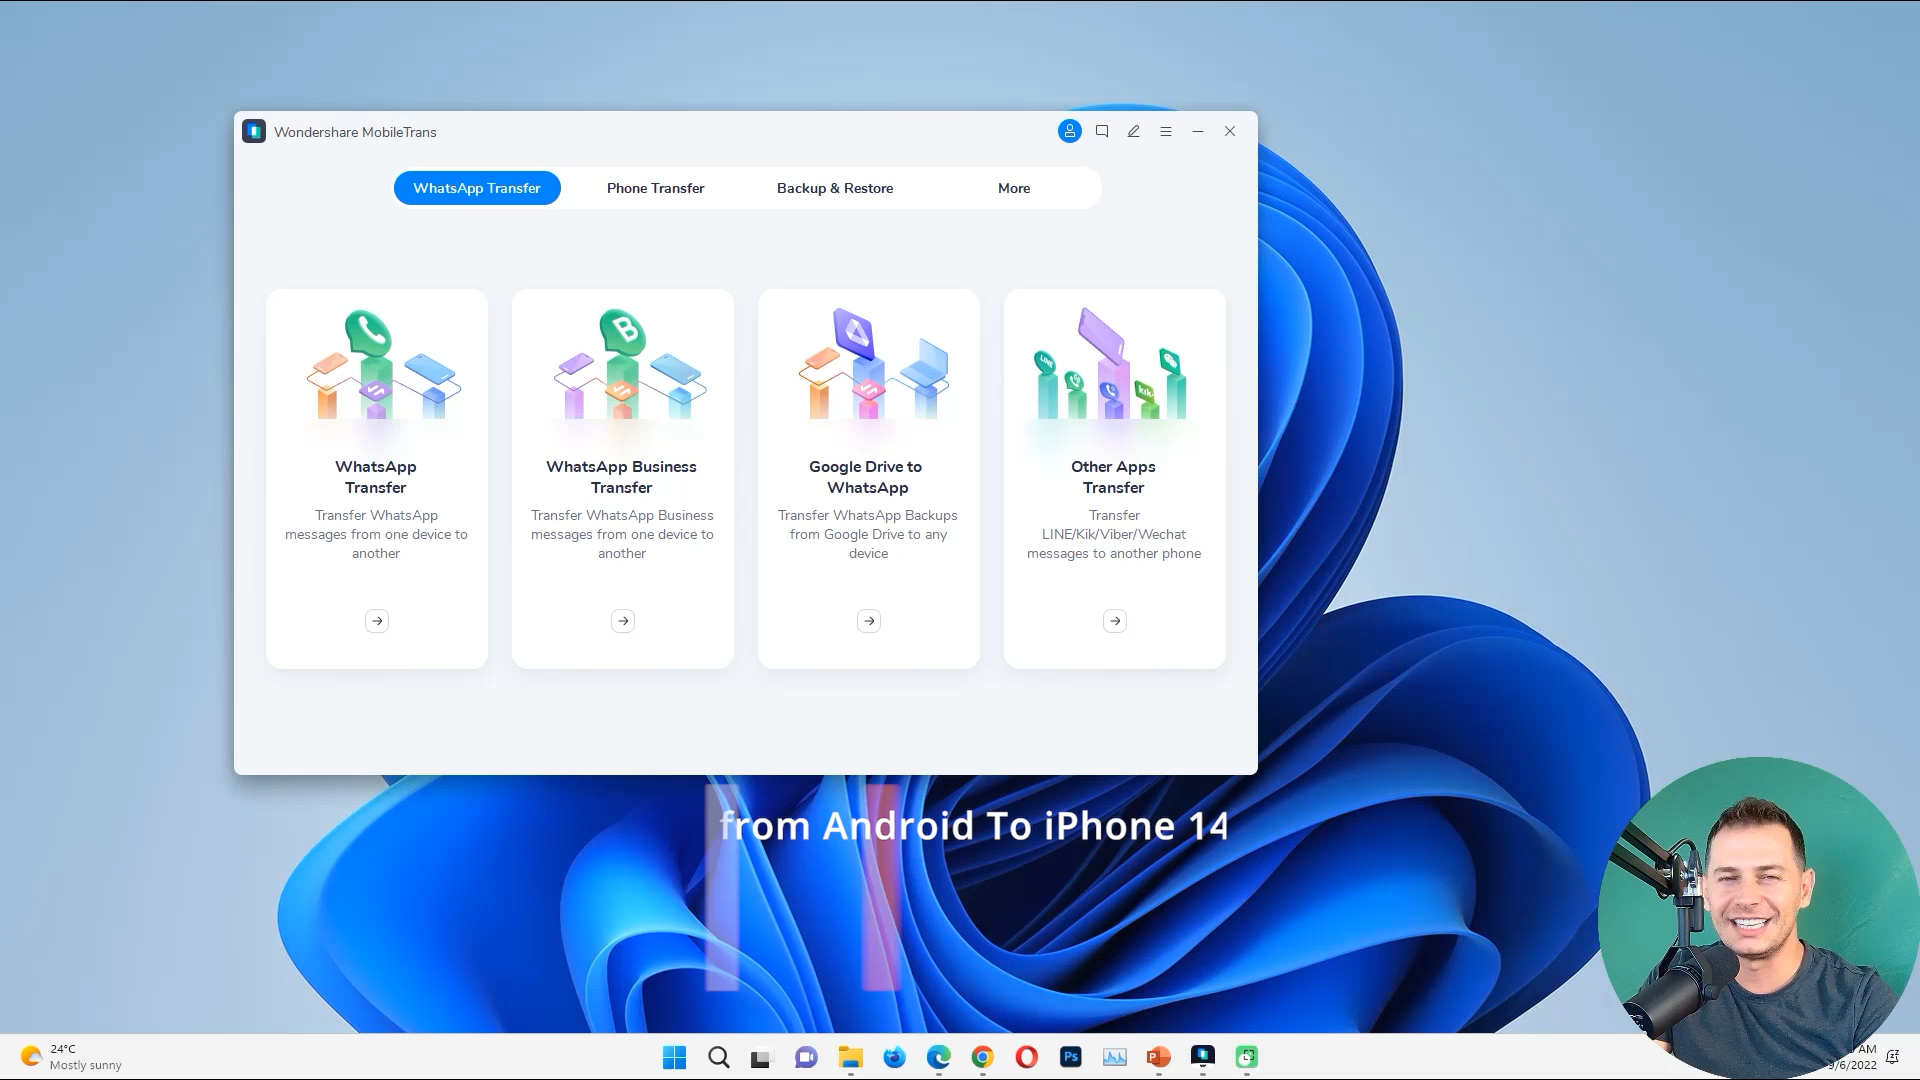 Wondershare MobileTrans
WhatsApp Transfer
Phone Transfer
Backup & Restore
More
WhatsApp
Transfer
Transfer WhatsApp
messages from one device to
another
B
WhatsApp Business
Transfer
Transfer WhatsApp Business
messages from one device to
another
Google Drive to
WhatsApp
Transfer WhatsApp Backups
from Google Drive to any
device
LINE
kik
Other Apps
Transfer
Transfer
LINE/Kik/Viber/Wechat
messages to another phone
from Android To iPhone 14
24°C
Mostly sunny
Ps
P
AM
9/6/2022